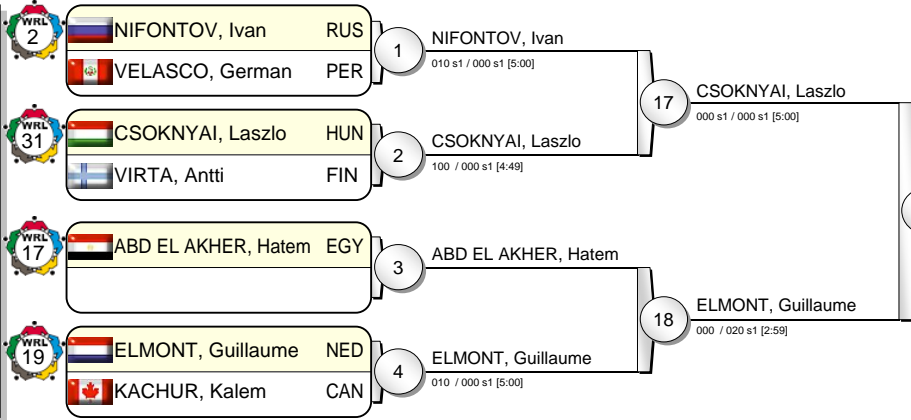 WRL
2
NIFONTOV, Ivan RUS
VELASCO, German PER
1
NIFONTOV, Ivan
010 s1 / 000 s1 [5:00]
WRL
31
CSOKNYAI, Laszlo HUN
VIRTA, Antti FIN
2
CSOKNYAI, Laszlo
100 / 000 s1 [4:49]
17
CSOKNYAI, Laszlo
000 s1 / 000 s1 [5:00]
WRL
17
ABD EL AKHER, Hatem EGY
3
ABD EL AKHER, Hatem
WRL
19
ELMONT, Guillaume NED
KACHUR, Kalem CAN
4
ELMONT, Guillaume
010 / 000 s1 [5:00]
18
ELMONT, Guillaume
000 / 020 s1 [2:59]